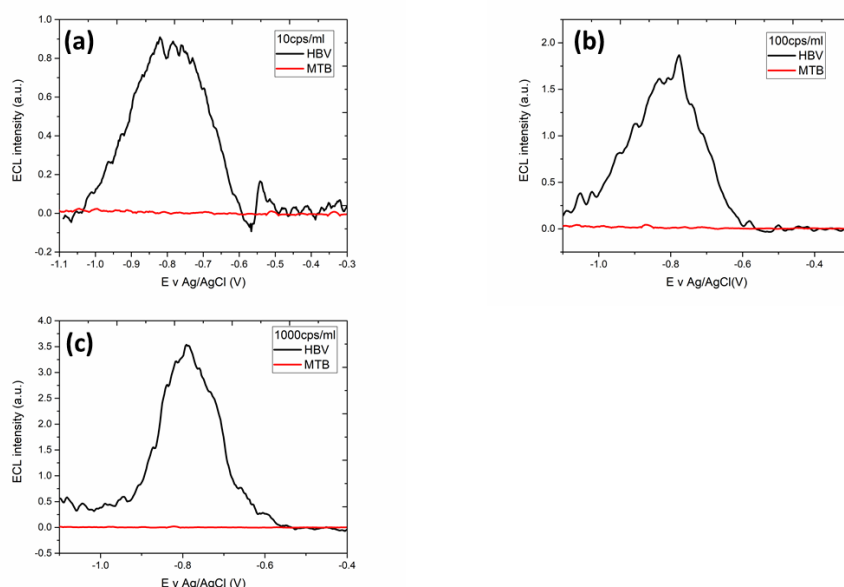 (a)
10cps/ml
HBV
MTB
ECL intensity (a.u.)
1.0
0.8
0.6
0.4
0.2
0.0
-0.2
-1.1 -1.0 -0.9 -0.8 -0.7 -0.6 -0.5 -0.4 -0.3
E v Ag/AgCl (V)
(b)
100cps/ml
HBV
MTB
ECL intensity (a.u.)
2.0
1.5
1.0
0.5
0.0
-1.0 -0.8 -0.6 -0.4
E v Ag/AgCl(V)
(c)
1000cps/ml
HBV
MTB
ECL intensity (a.u.)
4.0
3.5
3.0
2.5
2.0
1.5
1.0
0.5
0.0
-0.5
-1.0 -0.8 -0.6 -0.4
E v Ag/AgCl (V)